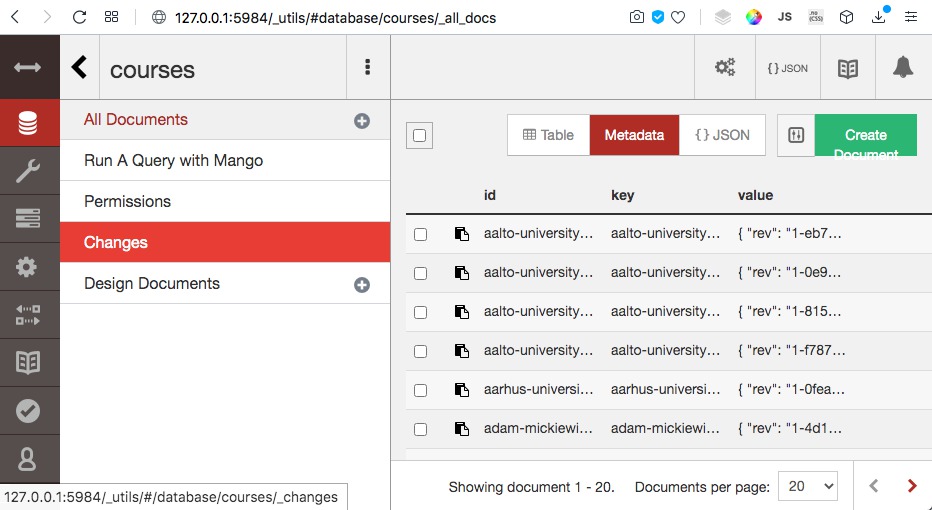 127.0.0.1:5984/_utils/#database/courses/_all_docs
JS
.no
{CSS}
courses
{ } JSON
All Documents
Run A Query with Mango
Permissions
Changes
Design Documents
Table
Metadata
{ } JSON
Create
Document
id key value
aalto-university... aalto-university... { "rev": "1-eb7...
aalto-university... aalto-university... { "rev": "1-0e9...
aalto-university... aalto-university... { "rev": "1-815...
aalto-university... aalto-university... { "rev": "1-f787...
aarhus-universi... aarhus-universi... { "rev": "1-0fea...
adam-mickiewi... adam-mickiewi... { "rev": "1-4d1...
127.0.0.1:5984/_utils/#/database/courses/_changes
Showing document 1 - 20. Documents per page: 20